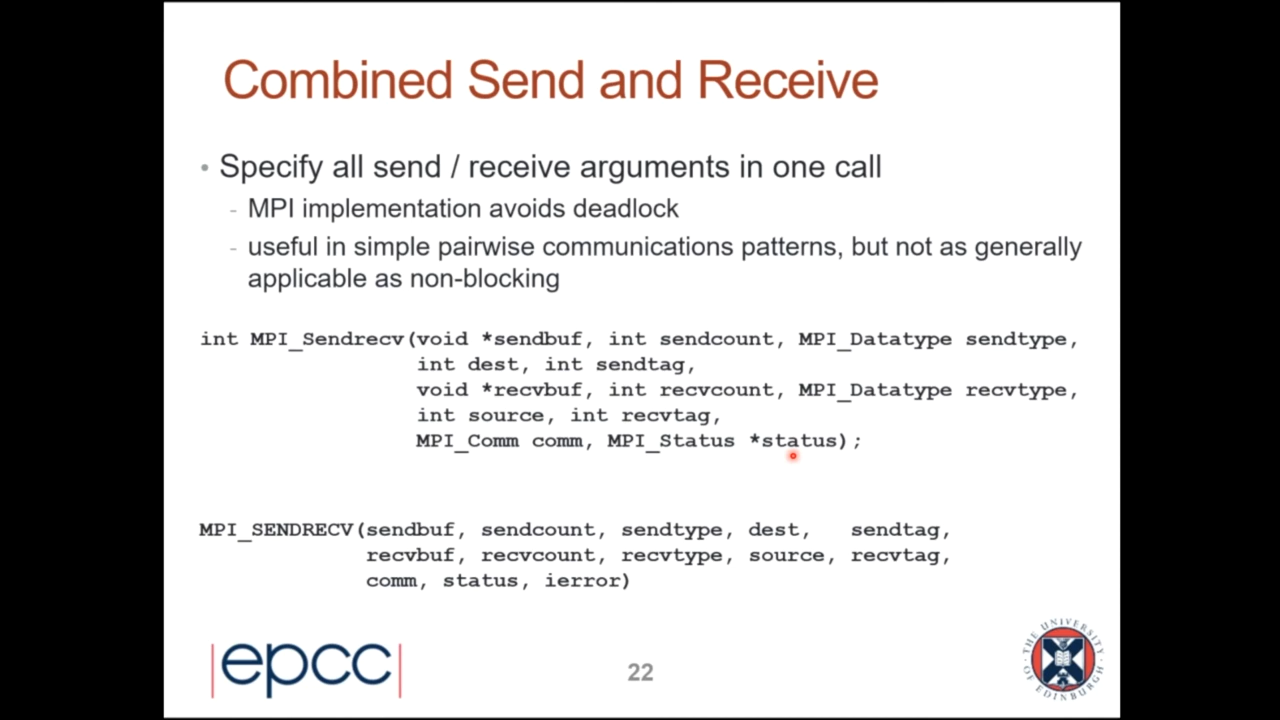 Combined Send and Receive
• Specify all send / receive arguments in one call
- MPI implementation avoids deadlock
- useful in simple pairwise communications patterns, but not as generally
applicable as non-blocking
int MPI_Sendrecv(void *sendbuf, int sendcount, MPI_Datatype sendtype,
int dest, int sendtag,
void *recvbuf, int recvcount, MPI_Datatype recvtype,
int source, int recvtag,
MPI_Comm comm, MPI_Status *status);
MPI_SENDRECV(sendbuf, sendcount, sendtype, dest, sendtag,
recvbuf, recvcount, recvtype, source, recvtag,
comm, status, ierror)
|epcc|
22
THE UNIVERSITY
OF EDINBURGH